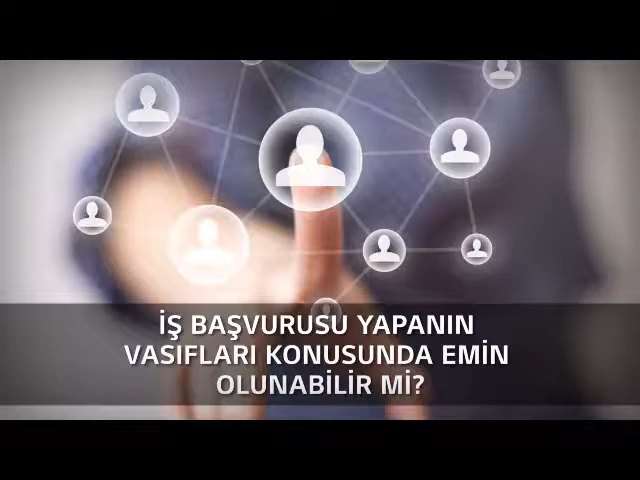 İŞ BAŞVURUSU YAPANIN
VASIFLARI KONUSUNDA EMİN
OLUNABİLİR Mİ?